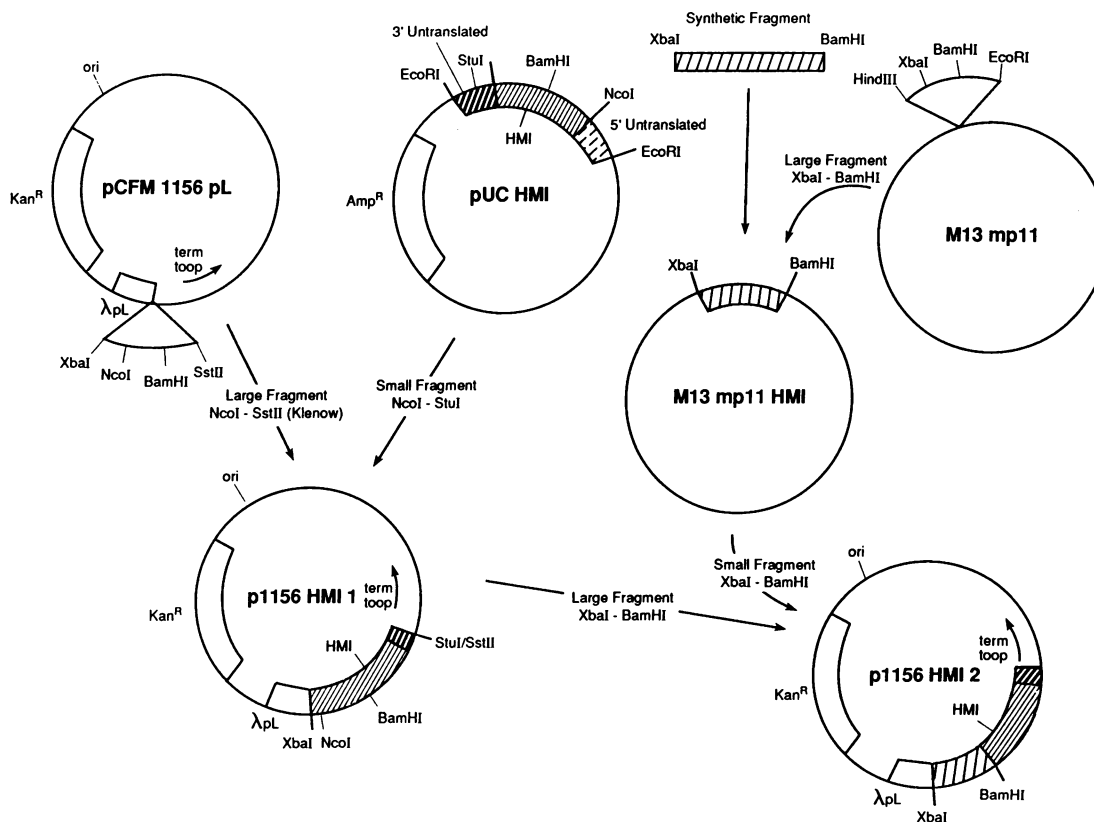 Synthetic Fragment
XbaI
BamHI
3' Untranslated
StuI
EcoRI
BamHI
NcoI
HMI
5' Untranslated
EcoRI
Amp^R
pUC HMI
ori
Kan^R
pCFM 1156 pL
term
toop
λpL
XbaI
NcoI
BamHI
SstII
HindIII
XbaI
BamHI
EcoRI
M13 mp11
Large Fragment
XbaI - BamHI
XbaI
BamHI
M13 mp11 HMI
Large Fragment
NcoI - SstII (Klenow)
Small Fragment
NcoI - StuI
ori
Kan^R
p1156 HMI 1
term
toop
StuI/SstII
HMI
BamHI
λpL
XbaI
NcoI
Large Fragment
XbaI - BamHI
Small Fragment
XbaI - BamHI
ori
Kan^R
p1156 HMI 2
term
toop
HMI
BamHI
λpL
XbaI